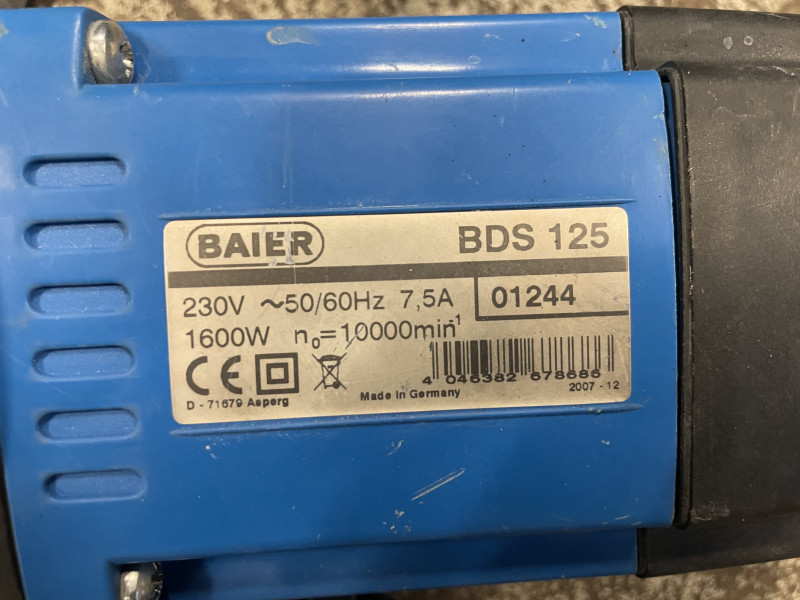 BAIER
BDS 125
230V ~50/60Hz 7,5A
01244
1600W n₀=10000min⁻¹
CE
4 046382 678686
D - 71679 Asperg
Made in Germany
2007 - 12